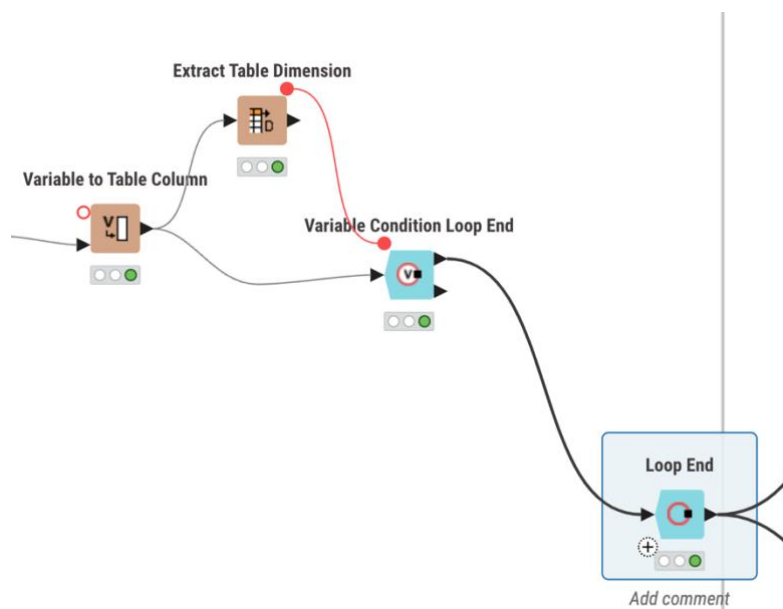 Extract Table Dimension
D
Variable to Table Column
V
Variable Condition Loop End
V
Loop End
Add comment